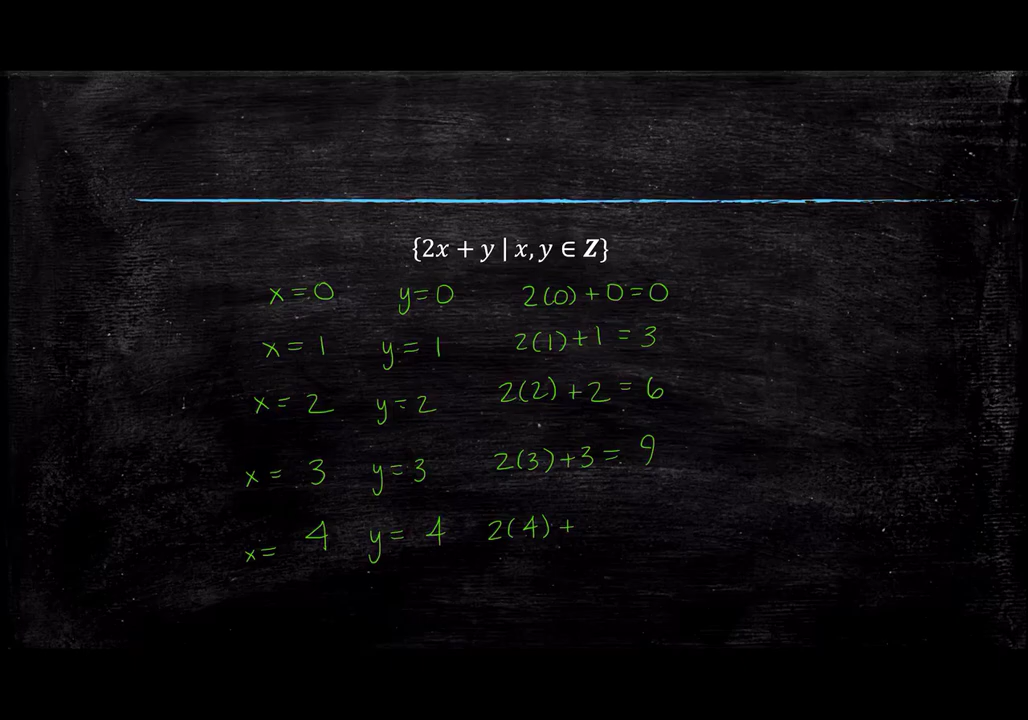 {2x + y | x, y ∈ Z}
x = 0 y = 0 2(0) + 0 = 0
x = 1 y = 1 2(1) + 1 = 3
x = 2 y = 2 2(2) + 2 = 6
x = 3 y = 3 2(3) + 3 = 9
x = 4 y = 4 2(4) +